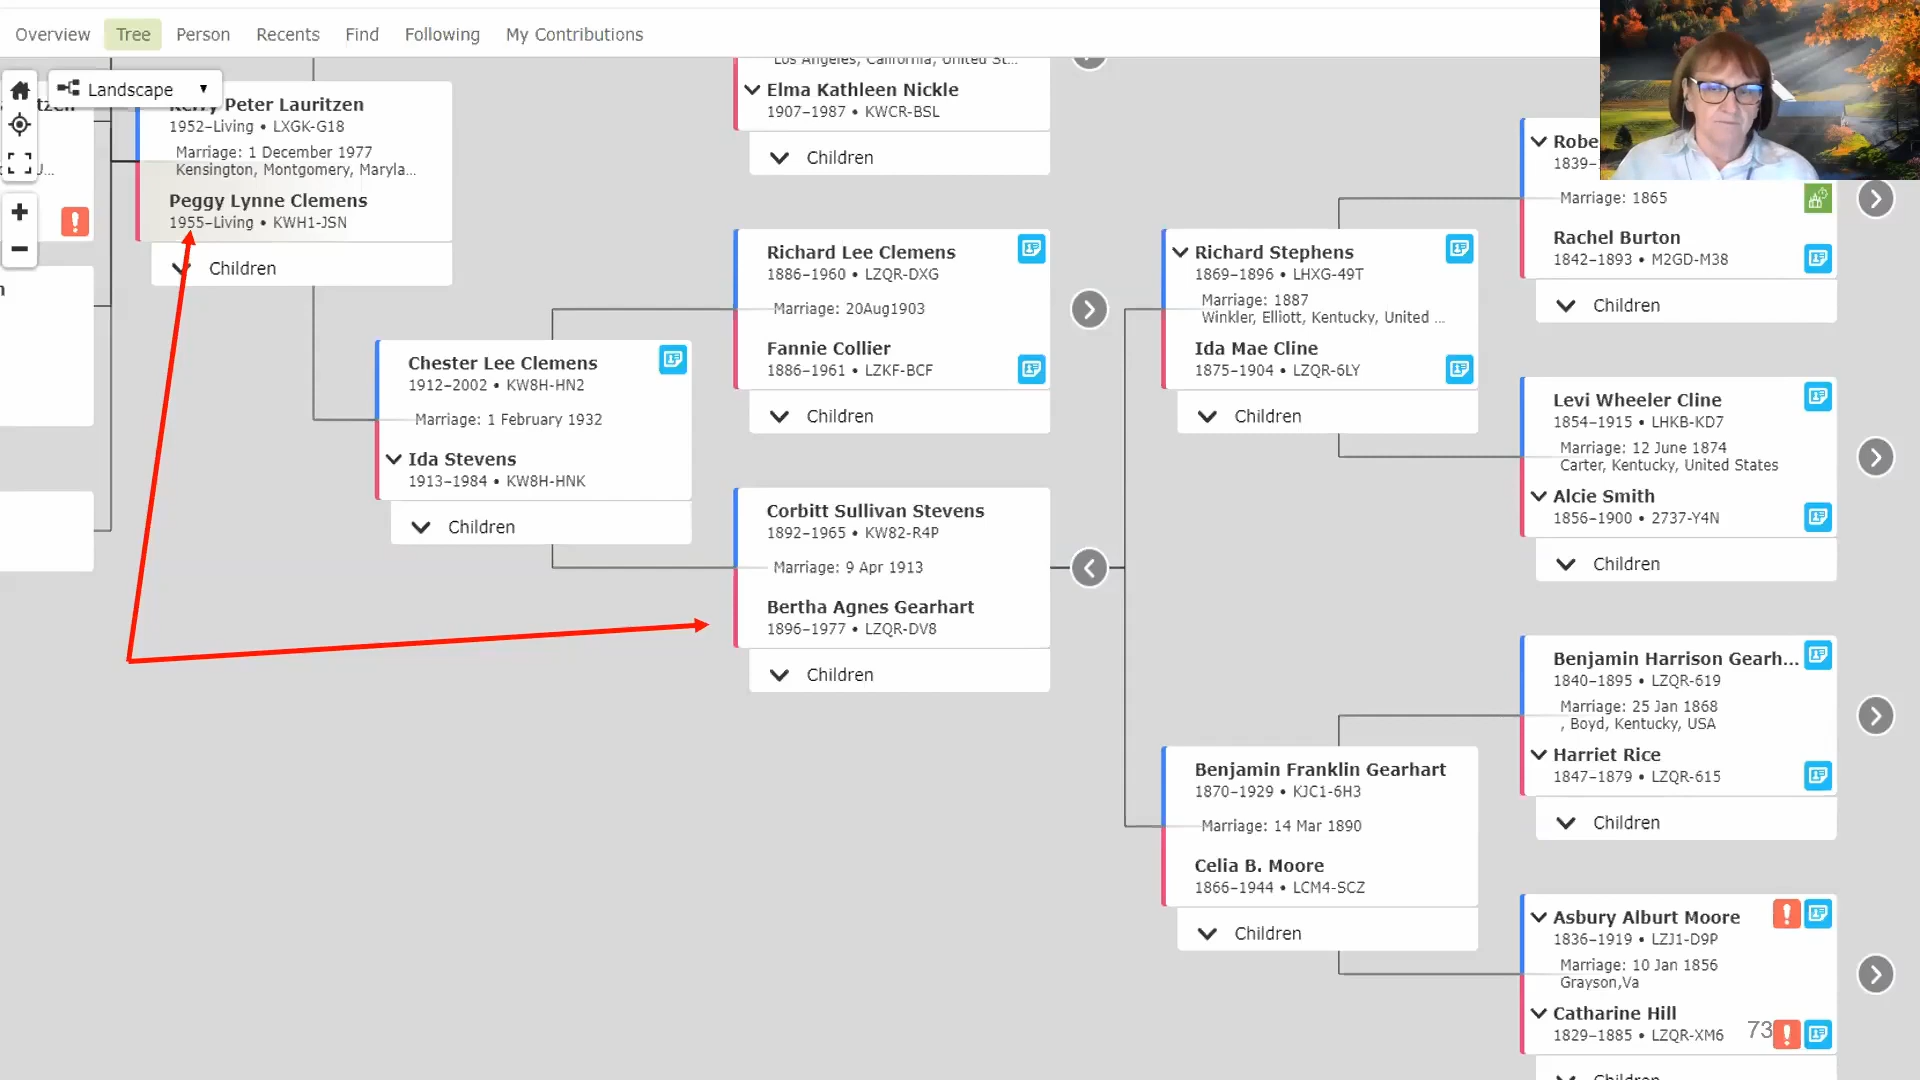 Overview Tree Person Recents Find Following My Contributions
Landscape
Kerry Peter Lauritzen
1952–Living • LXGK-G18
Marriage: 1 December 1977
Kensington, Montgomery, Maryla...
Peggy Lynne Clemens
1955–Living • KWH1-JSN
Children
Chester Lee Clemens
1912–2002 • KW8H-HN2
Marriage: 1 February 1932
Ida Stevens
1913–1984 • KW8H-HNK
Children
Los Angeles, California, United St...
Elma Kathleen Nickle
1907–1987 • KWCR-BSL
Children
Richard Lee Clemens
1886–1960 • LZQR-DXG
Marriage: 20Aug1903
Fannie Collier
1886–1961 • LZKF-BCF
Children
Corbitt Sullivan Stevens
1892–1965 • KW82-R4P
Marriage: 9 Apr 1913
Bertha Agnes Gearhart
1896–1977 • LZQR-DV8
Children
Richard Stephens
1869–1896 • LHXG-49T
Marriage: 1887
Winkler, Elliott, Kentucky, United ...
Ida Mae Cline
1875–1904 • LZQR-6LY
Children
Benjamin Franklin Gearhart
1870–1929 • KJC1-6H3
Marriage: 14 Mar 1890
Celia B. Moore
1866–1944 • LCM4-SCZ
Children
Robe
1839–
Marriage: 1865
Rachel Burton
1842–1893 • M2GD-M38
Children
Levi Wheeler Cline
1854–1915 • LHKB-KD7
Marriage: 12 June 1874
Carter, Kentucky, United States
Alcie Smith
1856–1900 • 2737-Y4N
Children
Benjamin Harrison Gearh...
1840–1895 • LZQR-619
Marriage: 25 Jan 1868
, Boyd, Kentucky, USA
Harriet Rice
1847–1879 • LZQR-615
Children
Asbury Alburt Moore
1836–1919 • LZJ1-D9P
Marriage: 10 Jan 1856
Grayson,Va
Catharine Hill
1829–1885 • LZQR-XM6
73
Children